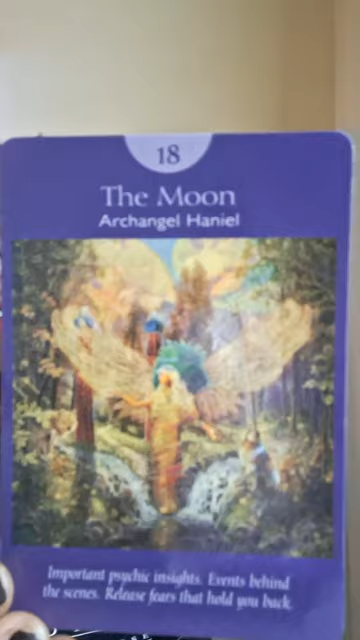 18
The Moon
Archangel Haniel
Important psychic insights. Events behind
the scenes. Release fears that hold you back.